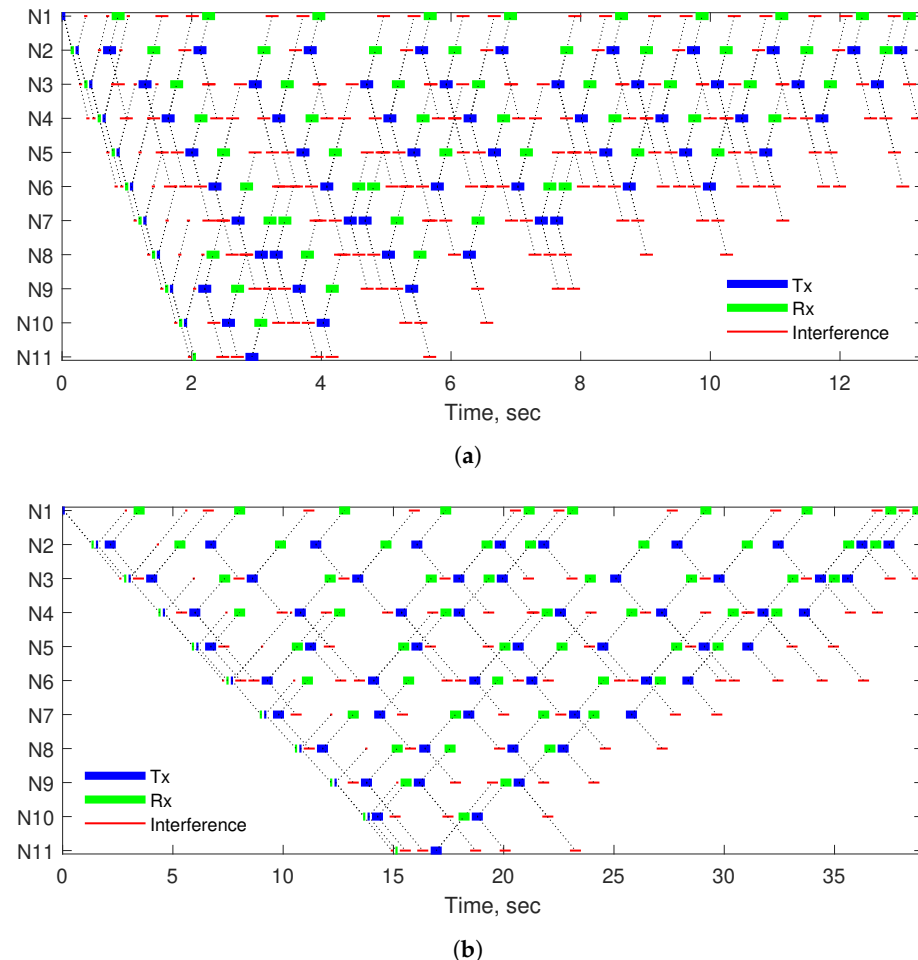 N1
N2
N3
N4
N5
N6
N7
N8
N9
N10
N11
Tx
Rx
Interference
0 2 4 6 8 10 12
Time, sec
(a)
N1
N2
N3
N4
N5
N6
N7
N8
N9
N10
N11
Tx
Rx
Interference
0 5 10 15 20 25 30 35
Time, sec
(b)